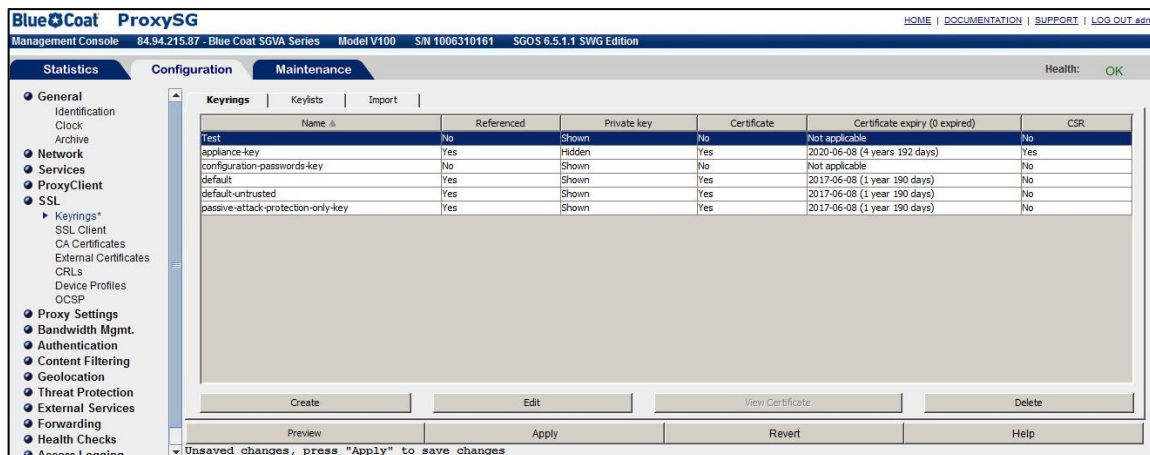 Blue Coat ProxySG
HOME | DOCUMENTATION | SUPPORT | LOG OUT adm
Management Console 84.94.215.87 - Blue Coat SGVA Series Model V100 S/N 1006310161 SGOS 6.5.1.1 SWG Edition
Statistics Configuration Maintenance Health: OK
General
Identification
Clock
Archive
Network
Services
ProxyClient
SSL
Keyrings*
SSL Client
CA Certificates
External Certificates
CRLs
Device Profiles
OCSP
Proxy Settings
Bandwidth Mgmt.
Authentication
Content Filtering
Geolocation
Threat Protection
External Services
Forwarding
Health Checks
Access Logging
Keyrings Keylists Import
Name Referenced Private key Certificate Certificate expiry (0 expired) CSR
Test No Shown No Not applicable No
appliance-key Yes Hidden Yes 2020-06-08 (4 years 192 days) Yes
configuration-passwords-key No Shown No Not applicable No
default Yes Shown Yes 2017-06-08 (1 year 190 days) No
default-untrusted Yes Shown Yes 2017-06-08 (1 year 190 days) No
passive-attack-protection-only-key Yes Shown Yes 2017-06-08 (1 year 190 days) No
Create Edit View Certificate Delete
Preview Apply Revert Help
Unsaved changes, press "Apply" to save changes